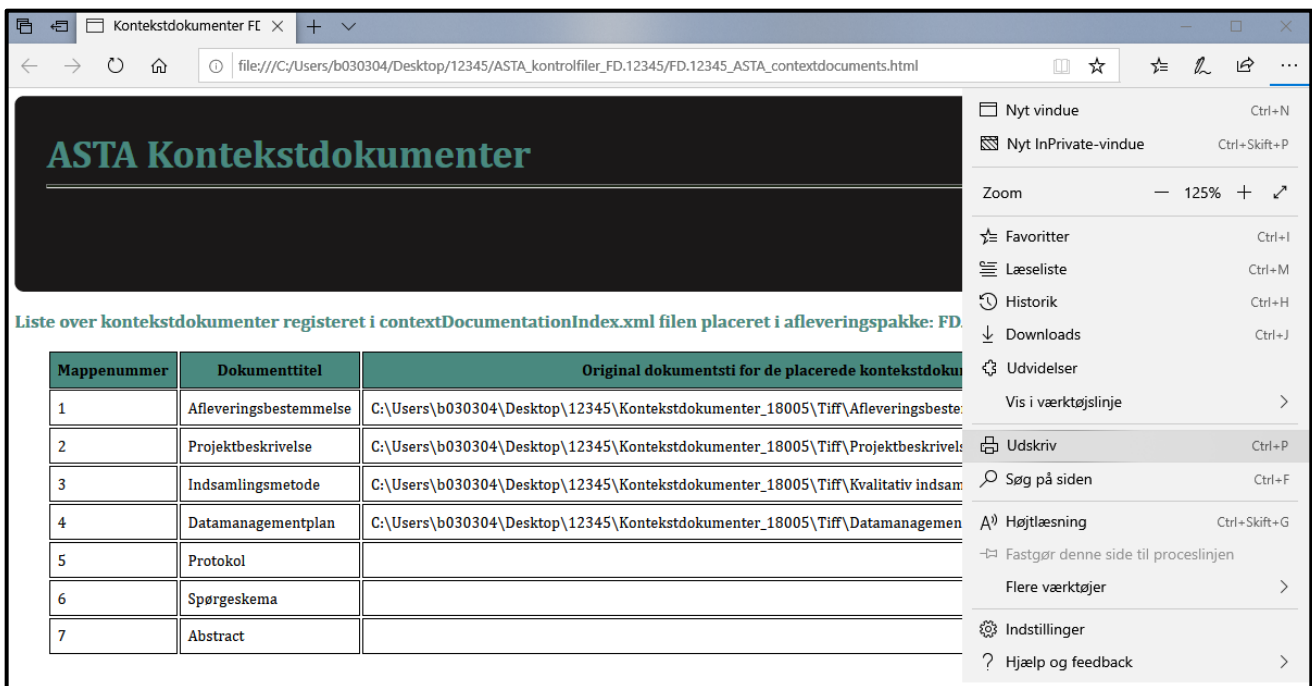 Kontekstdokumenter FD
file:///C:/Users/b030304/Desktop/12345/ASTA_kontrolfiler_FD.12345/FD.12345_ASTA_contextdocuments.html
ASTA Kontekstdokumenter
Liste over kontekstdokumenter registeret i contextDocumentationIndex.xml filen placeret i afleveringspakke: FD.
Mappenummer Dokumenttitel Original dokumentsti for de placerede kontekstdoku
1 Afleveringsbestemmelse C:\Users\b030304\Desktop\12345\Kontekstdokumenter_18005\Tiff\Afleveringsbeste
2 Projektbeskrivelse C:\Users\b030304\Desktop\12345\Kontekstdokumenter_18005\Tiff\Projektbeskrivels
3 Indsamlingsmetode C:\Users\b030304\Desktop\12345\Kontekstdokumenter_18005\Tiff\Kvalitativ indsam
4 Datamanagementplan C:\Users\b030304\Desktop\12345\Kontekstdokumenter_18005\Tiff\Datamanagemen
5 Protokol
6 Spørgeskema
7 Abstract
Nyt vindue Ctrl+N
Nyt InPrivate-vindue Ctrl+Skift+P
Zoom — 125% +
Favoritter Ctrl+I
Læseliste Ctrl+M
Historik Ctrl+H
Downloads Ctrl+J
Udvidelser
Vis i værktøjslinje
Udskriv Ctrl+P
Søg på siden Ctrl+F
Højtlæsning Ctrl+Skift+G
Fastgør denne side til proceslinjen
Flere værktøjer
Indstillinger
Hjælp og feedback